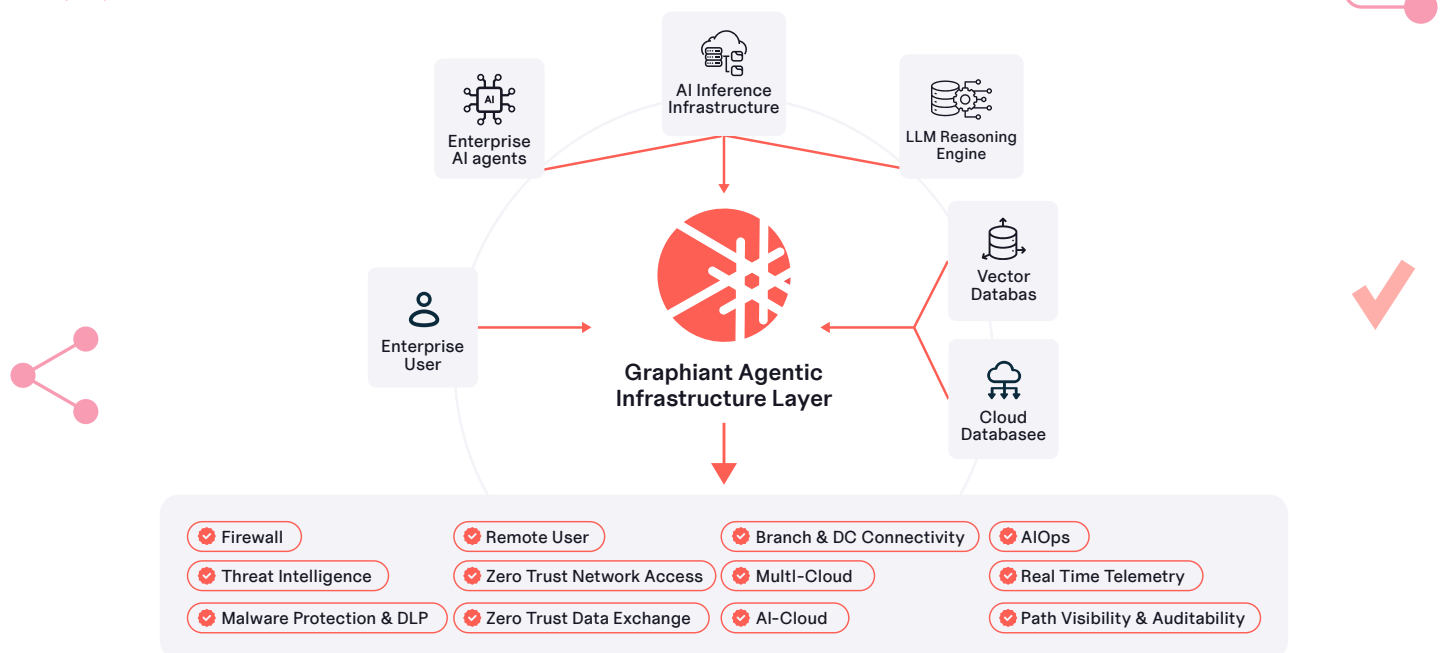 AI Inference
Infrastructure
AI
Enterprise
AI agents
LLM Reasoning
Engine
Vector
Databas
Enterprise
User
Graphiant Agentic
Infrastructure Layer
Cloud
Databasee
Firewall
Remote User
Branch & DC Connectivity
AIOps
Threat Intelligence
Zero Trust Network Access
MultI-Cloud
Real Time Telemetry
Malware Protection & DLP
Zero Trust Data Exchange
AI-Cloud
Path Visibility & Auditability